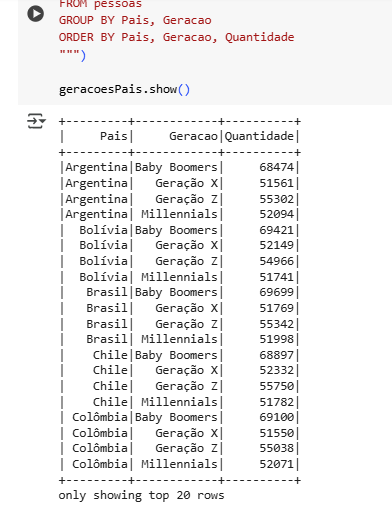 FROM pessoas
GROUP BY Pais, Geracao
ORDER BY Pais, Geracao, Quantidade
""")
geracoesPais.show()
+---------+------------+----------+
|     Pais|     Geracao|Quantidade|
+---------+------------+----------+
|Argentina|Baby Boomers|     68474|
|Argentina|   Geração X|     51561|
|Argentina|   Geração Z|     55302|
|Argentina| Millennials|     52094|
|  Bolívia|Baby Boomers|     69421|
|  Bolívia|   Geração X|     52149|
|  Bolívia|   Geração Z|     54966|
|  Bolívia| Millennials|     51741|
|   Brasil|Baby Boomers|     69699|
|   Brasil|   Geração X|     51769|
|   Brasil|   Geração Z|     55342|
|   Brasil| Millennials|     51998|
|    Chile|Baby Boomers|     68897|
|    Chile|   Geração X|     52332|
|    Chile|   Geração Z|     55750|
|    Chile| Millennials|     51782|
| Colômbia|Baby Boomers|     69100|
| Colômbia|   Geração X|     51550|
| Colômbia|   Geração Z|     55038|
| Colômbia| Millennials|     52071|
+---------+------------+----------+
only showing top 20 rows